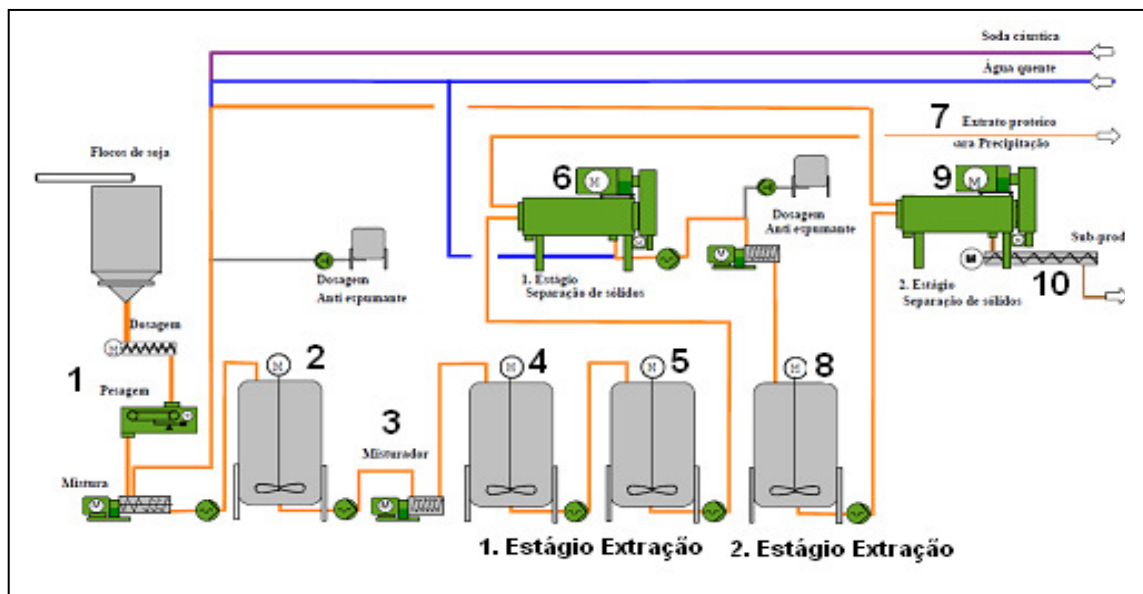 Soda cáustica
Água quente
7
Extrato proteico
para Precipitação
Flocos de soja
6
M
Dosagem
Anti espumante
9
M
Sub-prod
M
10
1. Estágio
Separação de sólidos
2. Estágio
Separação de sólidos
Dosagem
Anti espumante
Dosagem
M
1
Pesagem
2
M
3
Misturador
4
M
5
M
8
M
Mistura
1. Estágio Extração
2. Estágio Extração